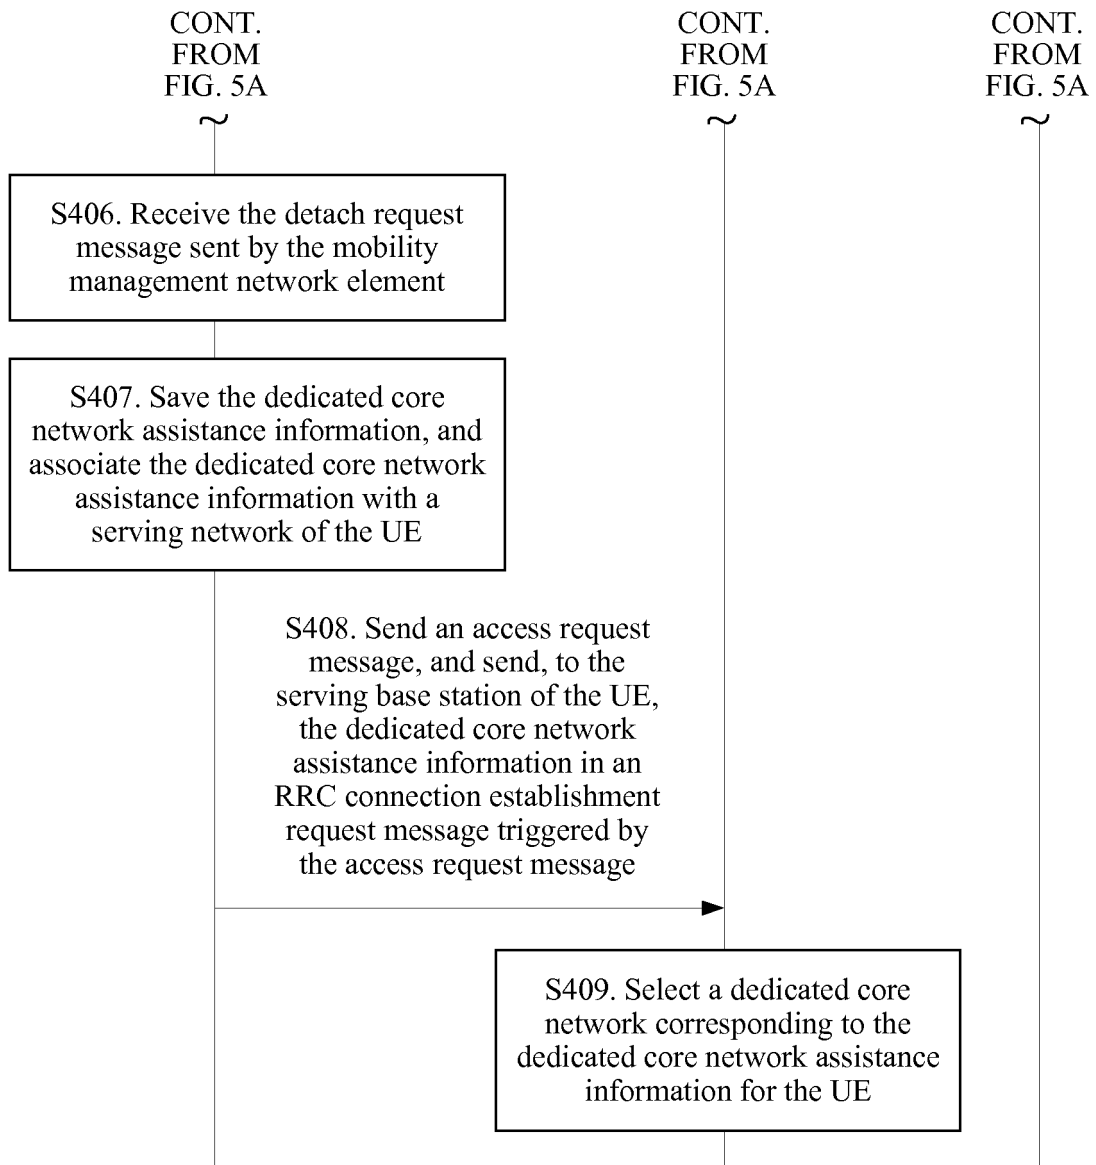 CONT.
FROM
FIG. 5A
CONT.
FROM
FIG. 5A
CONT.
FROM
FIG. 5A
S406. Receive the detach request
message sent by the mobility
management network element
S407. Save the dedicated core
network assistance information, and
associate the dedicated core network
assistance information with a
serving network of the UE
S408. Send an access request
message, and send, to the
serving base station of the UE,
the dedicated core network
assistance information in an
RRC connection establishment
request message triggered by
the access request message
S409. Select a dedicated core
network corresponding to the
dedicated core network assistance
information for the UE